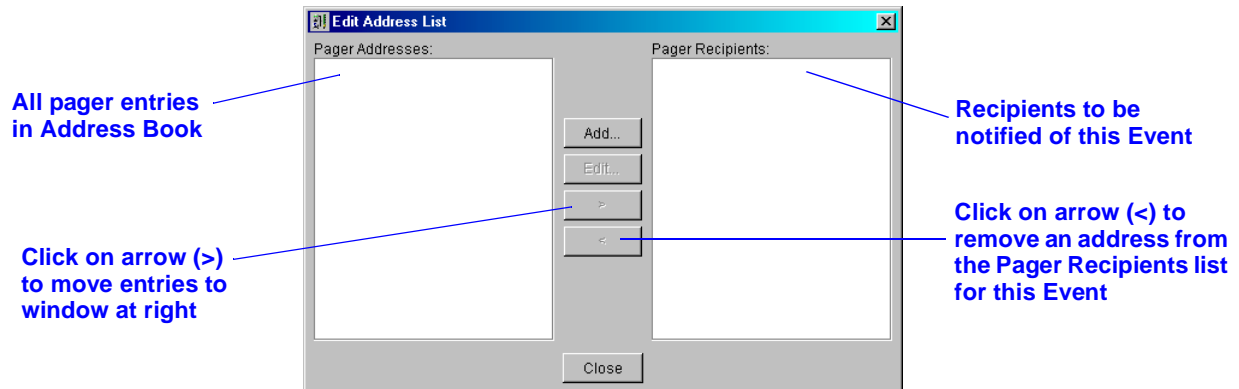 Edit Address List
Pager Addresses:
Pager Recipients:
All pager entries
in Address Book
Recipients to be
notified of this Event
Add...
Edit...
>
<
Click on arrow (>)
to move entries to
window at right
Click on arrow (<) to
remove an address from
the Pager Recipients list
for this Event
Close